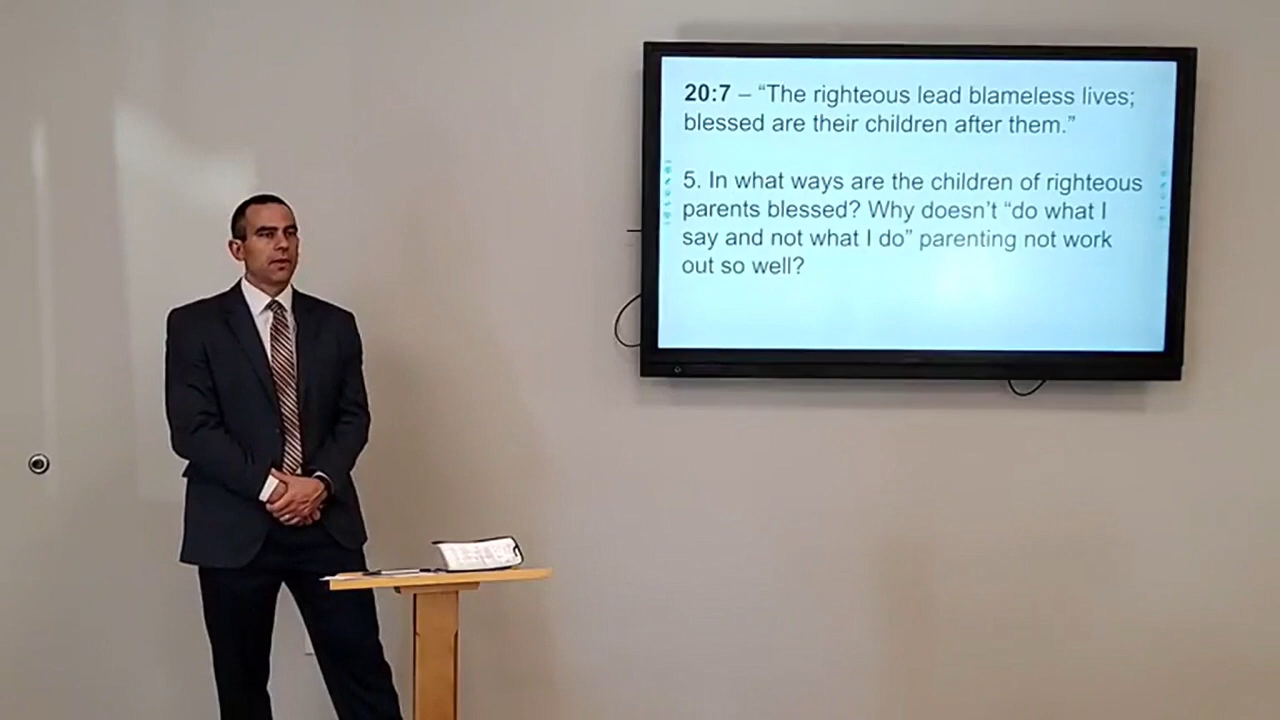 20:7 – “The righteous lead blameless lives;
blessed are their children after them.”
5. In what ways are the children of righteous
parents blessed? Why doesn’t “do what I
say and not what I do” parenting not work
out so well?